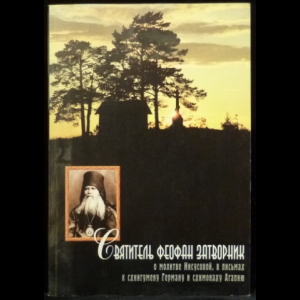 Святитель Феофан Затворник
о молитве Иисусовой, в письмах
к схиигумену Герману и схимонаху Агапию